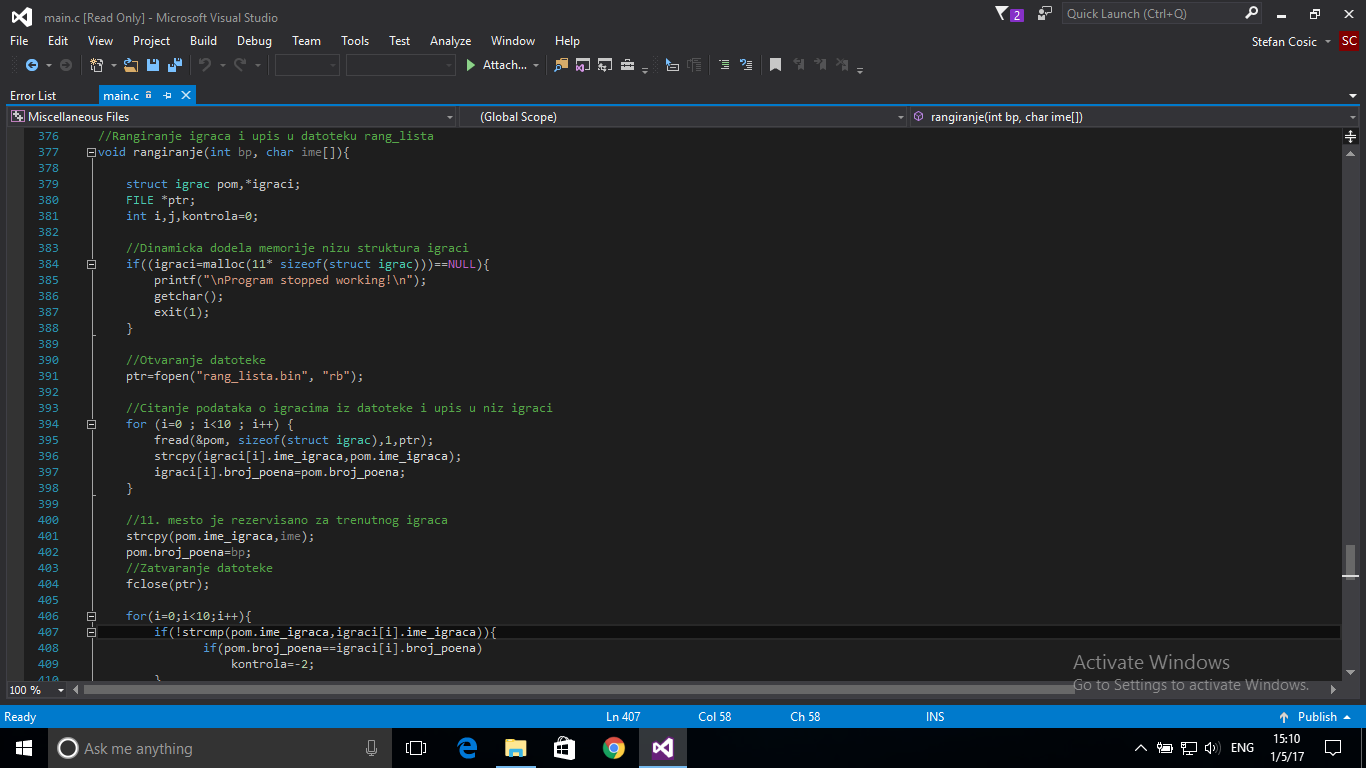 main.c [Read Only] - Microsoft Visual Studio
2
Quick Launch (Ctrl+Q)
File Edit View Project Build Debug Team Tools Test Analyze Window Help
Stefan Cosic SC
Attach...
Error List main.c
Miscellaneous Files (Global Scope) rangiranje(int bp, char ime[])
376 //Rangiranje igraca i upis u datoteku rang_lista
377 void rangiranje(int bp, char ime[]){
378
379 struct igrac pom,*igraci;
380 FILE *ptr;
381 int i,j,kontrola=0;
382
383 //Dinamicka dodela memorije nizu struktura igraci
384 if((igraci=malloc(11* sizeof(struct igrac)))==NULL){
385 printf("\nProgram stopped working!\n");
386 getchar();
387 exit(1);
388 }
389
390 //Otvaranje datoteke
391 ptr=fopen("rang_lista.bin", "rb");
392
393 //Citanje podataka o igracima iz datoteke i upis u niz igraci
394 for (i=0 ; i<10 ; i++) {
395 fread(&pom, sizeof(struct igrac),1,ptr);
396 strcpy(igraci[i].ime_igraca,pom.ime_igraca);
397 igraci[i].broj_poena=pom.broj_poena;
398 }
399
400 //11. mesto je rezervisano za trenutnog igraca
401 strcpy(pom.ime_igraca,ime);
402 pom.broj_poena=bp;
403 //Zatvaranje datoteke
404 fclose(ptr);
405
406 for(i=0;i<10;i++){
407 if(!strcmp(pom.ime_igraca,igraci[i].ime_igraca)){
408 if(pom.broj_poena==igraci[i].broj_poena)
409 kontrola=-2;
410 }
Activate Windows
Go to Settings to activate Windows.
100 %
Ready Ln 407 Col 58 Ch 58 INS Publish
Ask me anything
ENG
15:10
1/5/17